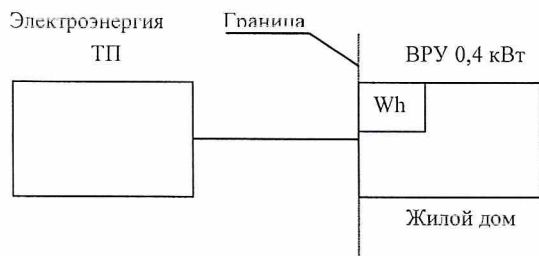 Электроэнергия
Граница
ТП
ВРУ 0,4 кВт
Wh
Жилой дом